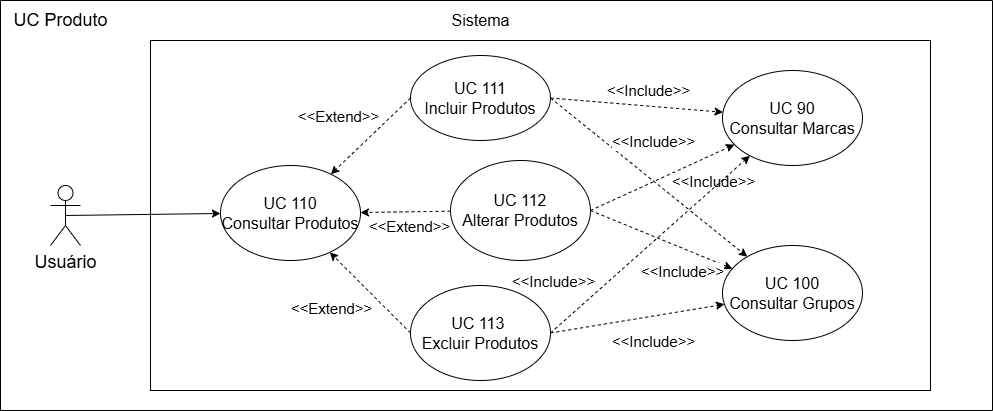 UC Produto
Sistema
UC 111
Incluir Produtos
<<Include>>
UC 90
Consultar Marcas
<<Extend>>
<<Include>>
UC 110
Consultar Produtos
UC 112
Alterar Produtos
<<Include>>
<<Extend>>
Usuário
<<Include>>
<<Include>>
UC 100
Consultar Grupos
<<Extend>>
UC 113
Excluir Produtos
<<Include>>